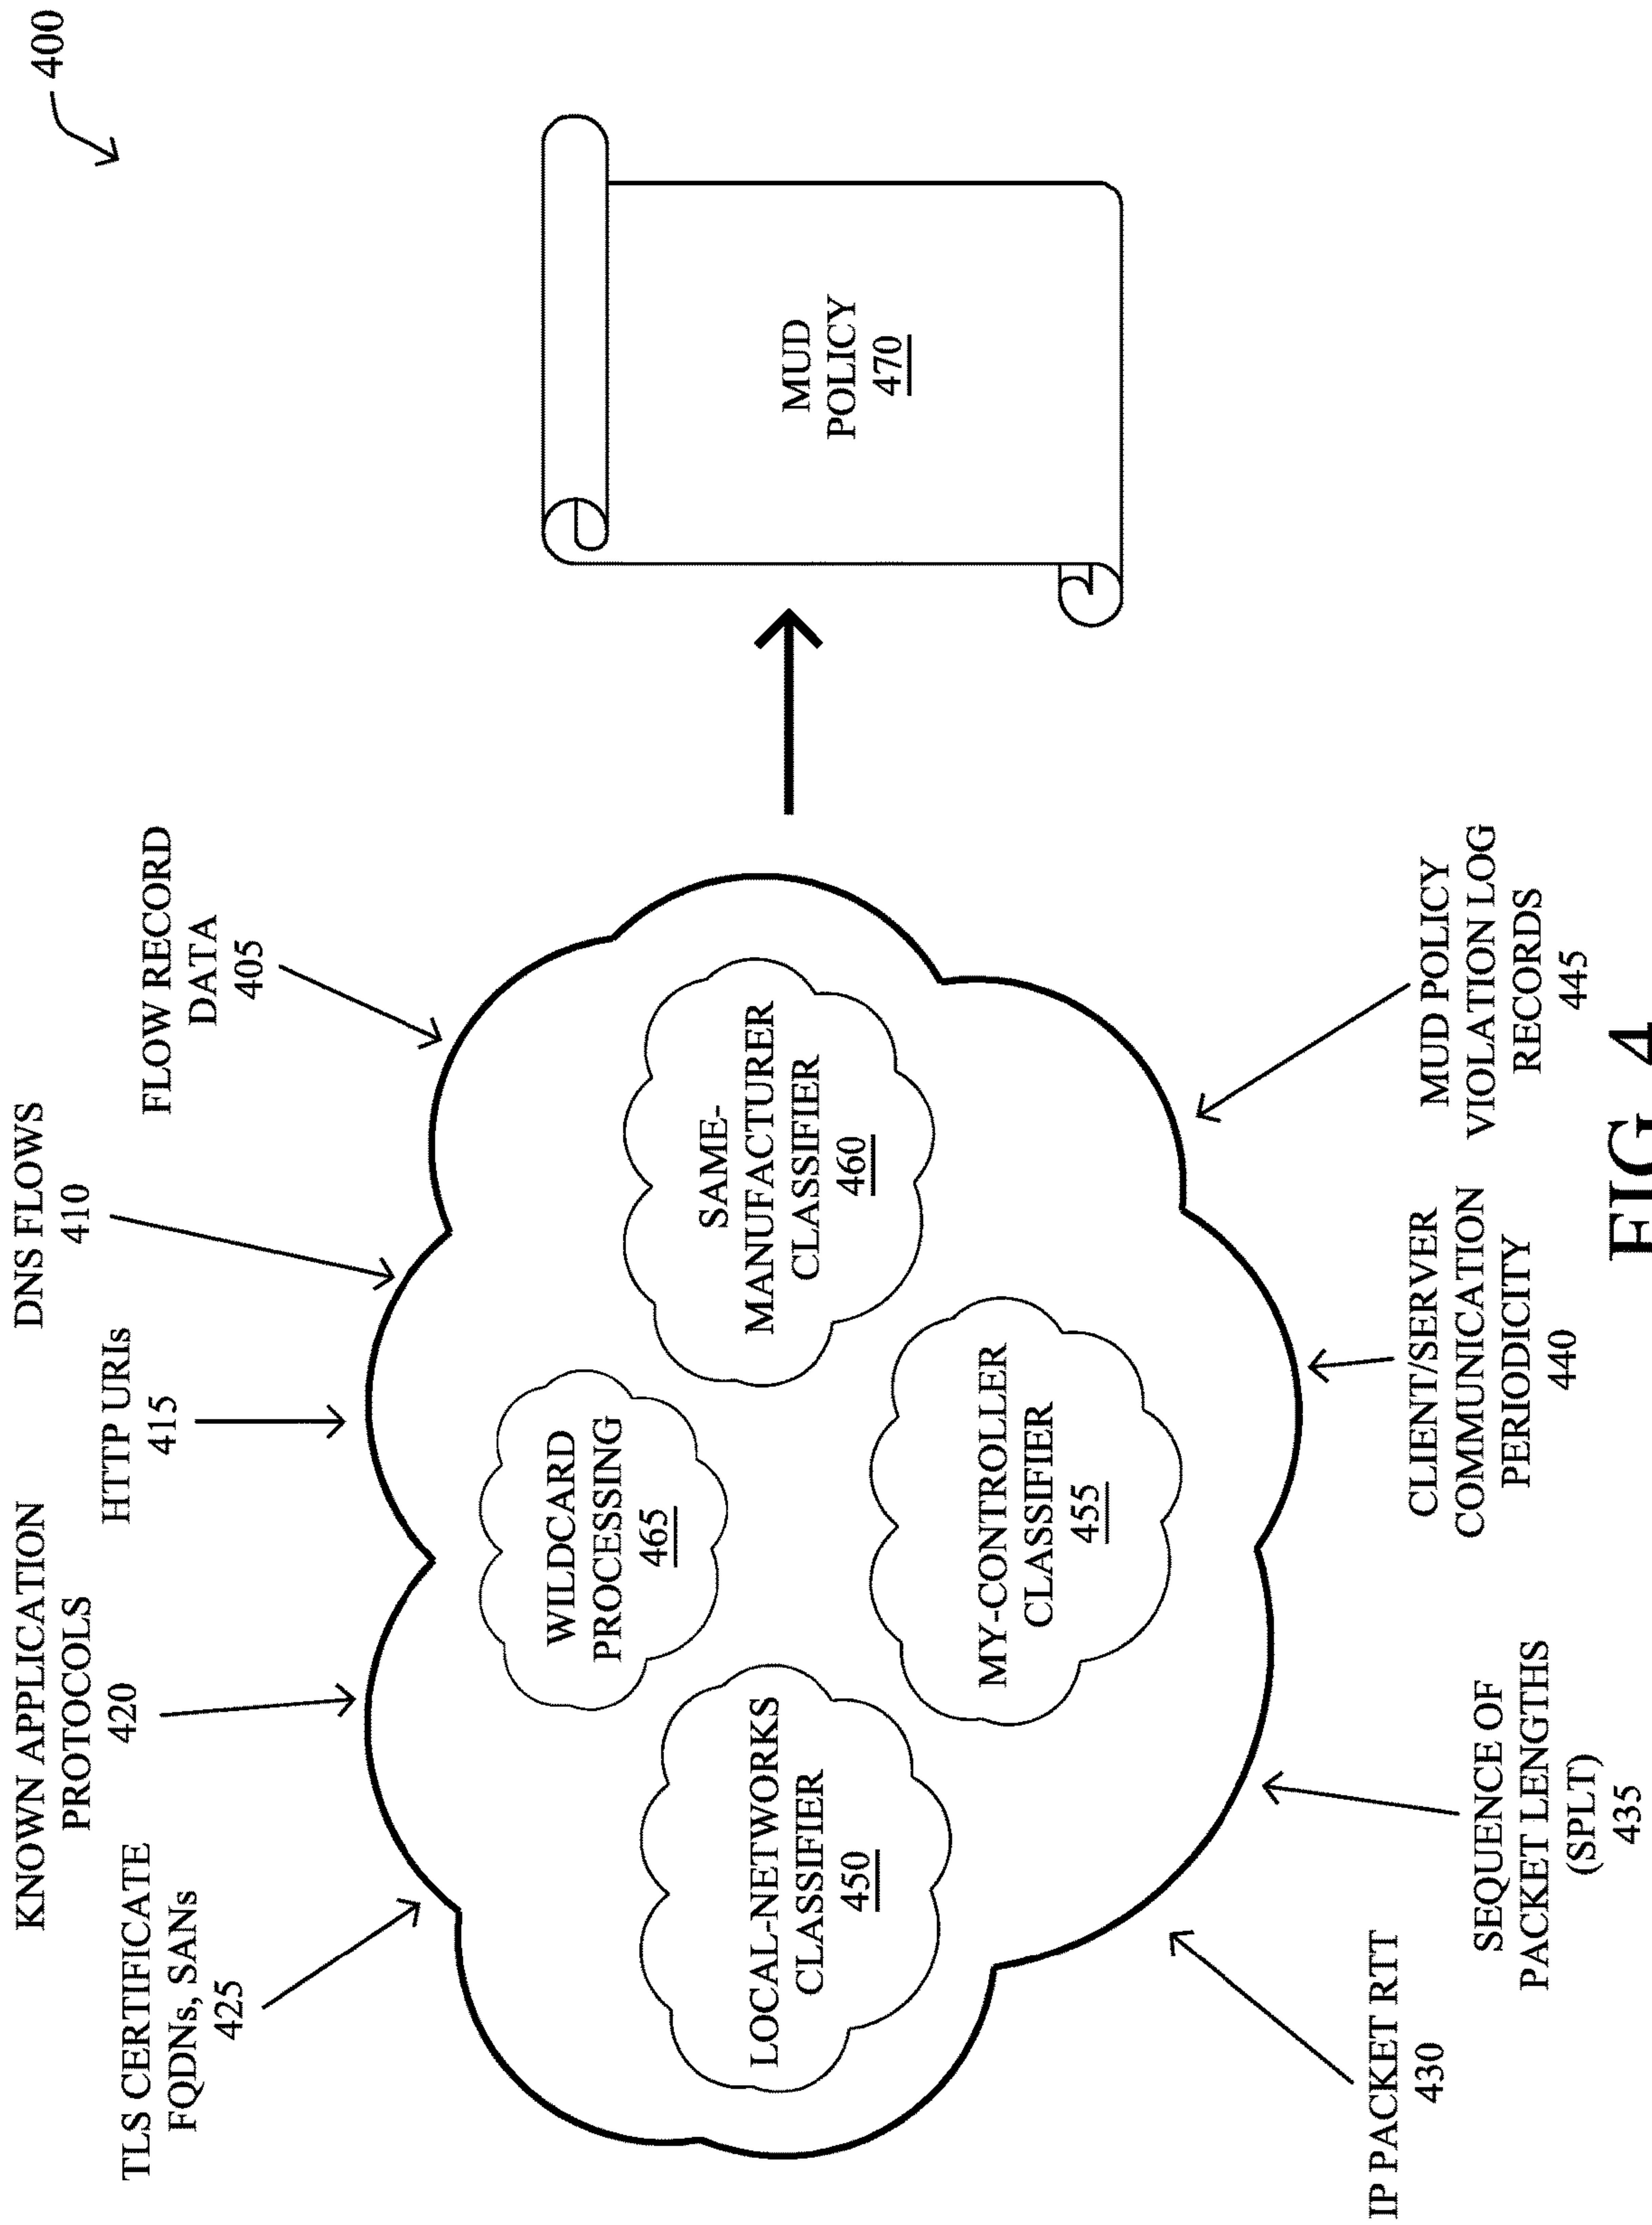 400
TLS CERTIFICATE
FQDNs, SANs
425
KNOWN APPLICATION
PROTOCOLS
420
HTTP URIs
415
DNS FLOWS
410
FLOW RECORD
DATA
405
LOCAL-NETWORKS
CLASSIFIER
450
WILDCARD
PROCESSING
465
MY-CONTROLLER
CLASSIFIER
455
SAME-
MANUFACTURER
CLASSIFIER
460
MUD
POLICY
470
IP PACKET RTT
430
SEQUENCE OF
PACKET LENGTHS
(SPLT)
435
CLIENT/SERVER
COMMUNICATION
PERIODICITY
440
MUD POLICY
VIOLATION LOG
RECORDS
445
FIG. 4